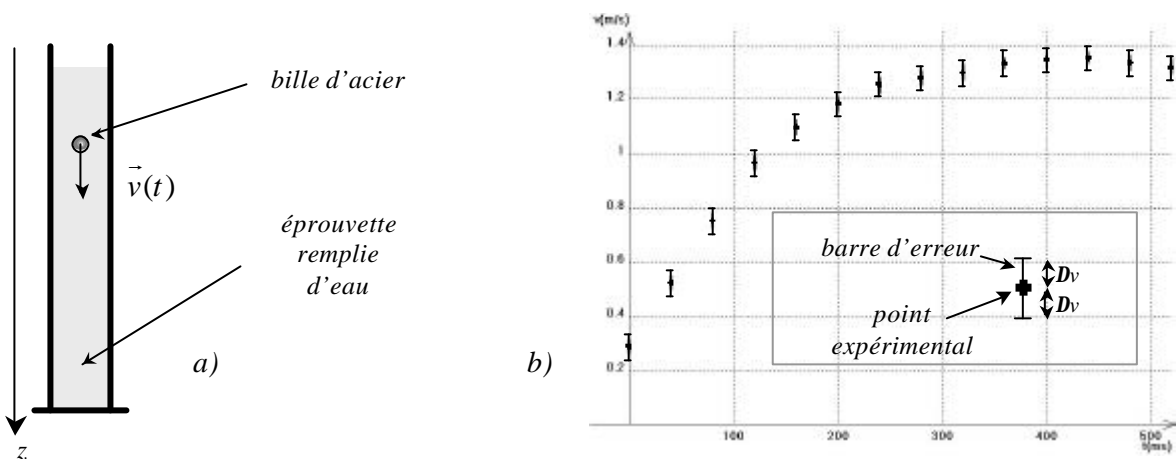 bille d'acier
v(t)
éprouvette
remplie
d'eau
z
a)
b)
v(m/s)
1.4
1.2
1
0.8
0.6
0.4
0.2
100
200
300
400
500
t(ms)
barre d'erreur
Dv
Dv
point
expérimental